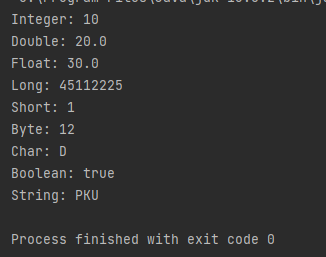 Integer: 10
Double: 20.0
Float: 30.0
Long: 45112225
Short: 1
Byte: 12
Char: D
Boolean: true
String: PKU
Process finished with exit code 0